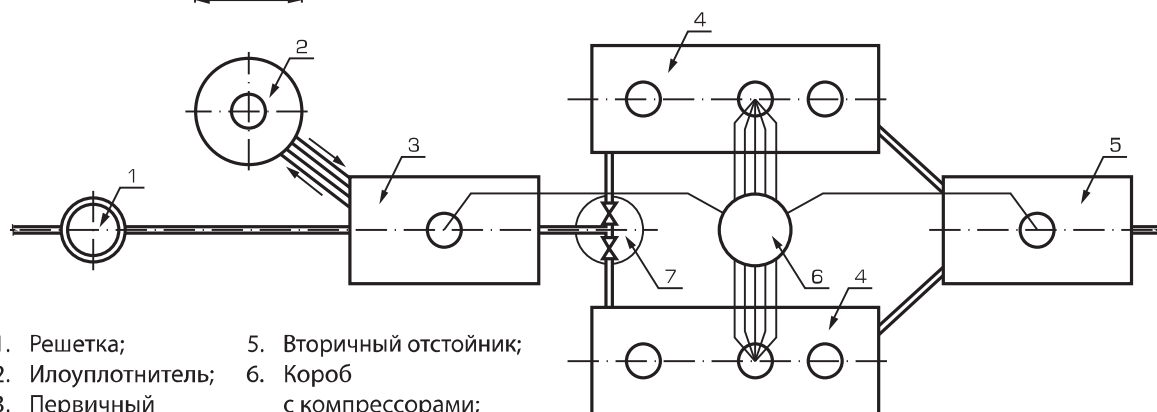 4
2
3
5
1
7
6
4
1. Решетка;
2. Илоуплотнитель;
3. Первичный
5. Вторичный отстойник;
6. Короб
с компрессорами;